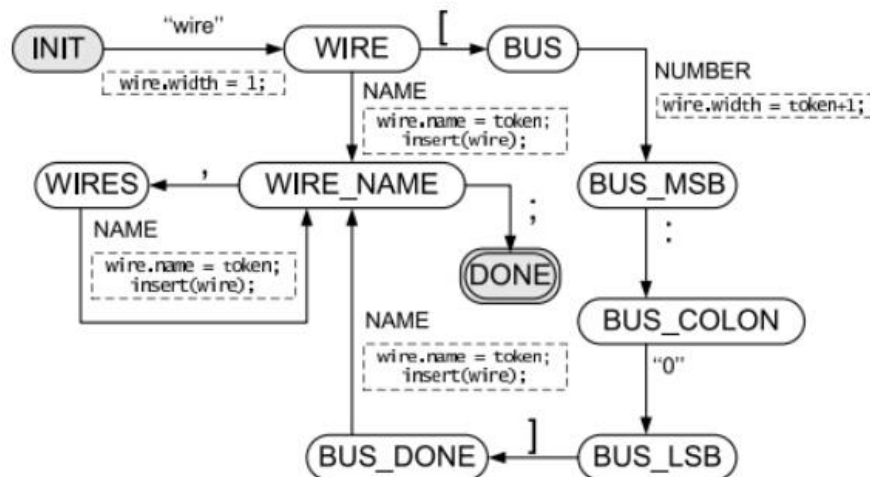 INIT
"wire"
wire.width = 1;
WIRE
[
BUS
NUMBER
wire.width = token+1;
NAME
wire.name = token;
insert(wire);
WIRES
,
WIRE_NAME
BUS_MSB
NAME
wire.name = token;
insert(wire);
;
DONE
:
BUS_COLON
NAME
wire.name = token;
insert(wire);
"0"
BUS_DONE
]
BUS_LSB